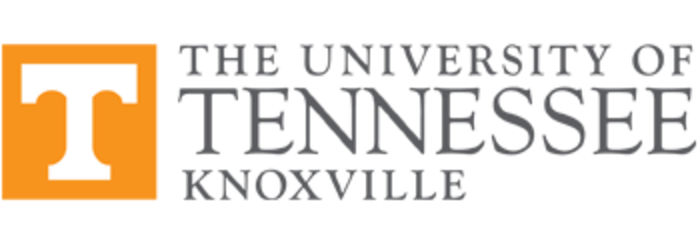 T
THE UNIVERSITY OF
TENNESSEE
KNOXVILLE